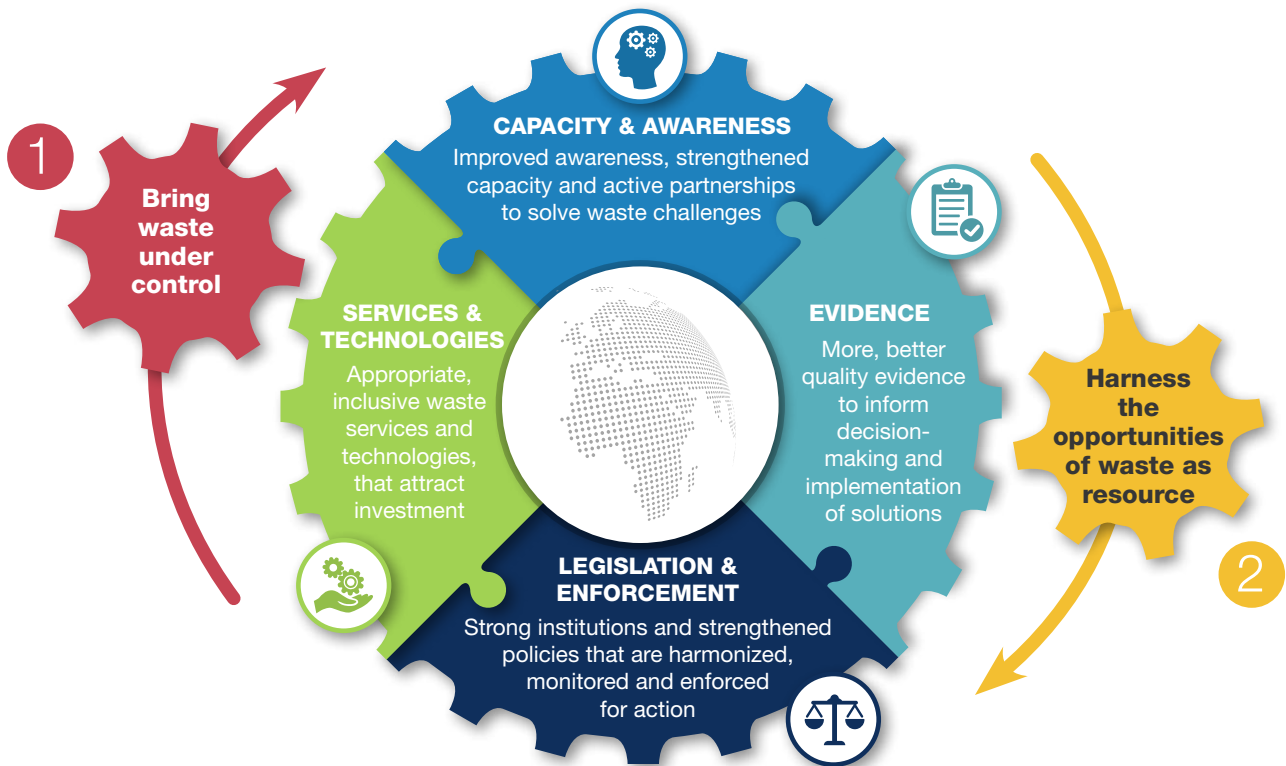 1
Bring
waste
under
control
CAPACITY & AWARENESS
Improved awareness, strengthened
capacity and active partnerships
to solve waste challenges
SERVICES &
TECHNOLOGIES
Appropriate,
inclusive waste
services and
technologies,
that attract
investment
EVIDENCE
More, better
quality evidence
to inform
decision-
making and
implementation
of solutions
LEGISLATION &
ENFORCEMENT
Strong institutions and strengthened
policies that are harmonized,
monitored and enforced
for action
Harness
the
opportunities
of waste as
resource
2